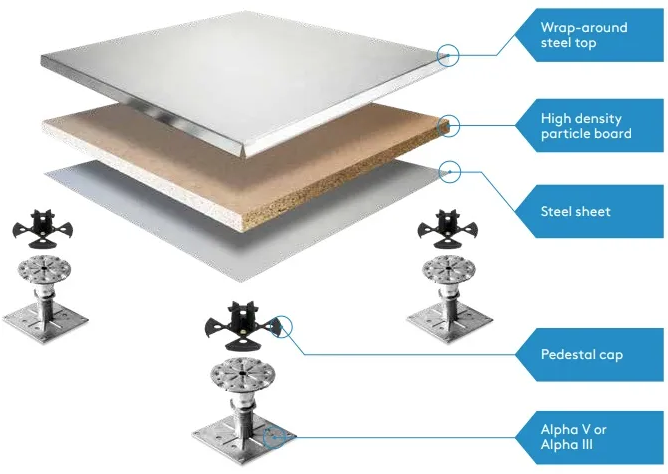 Wrap-around
steel top
High density
particle board
Steel sheet
Pedestal cap
Alpha V or
Alpha III